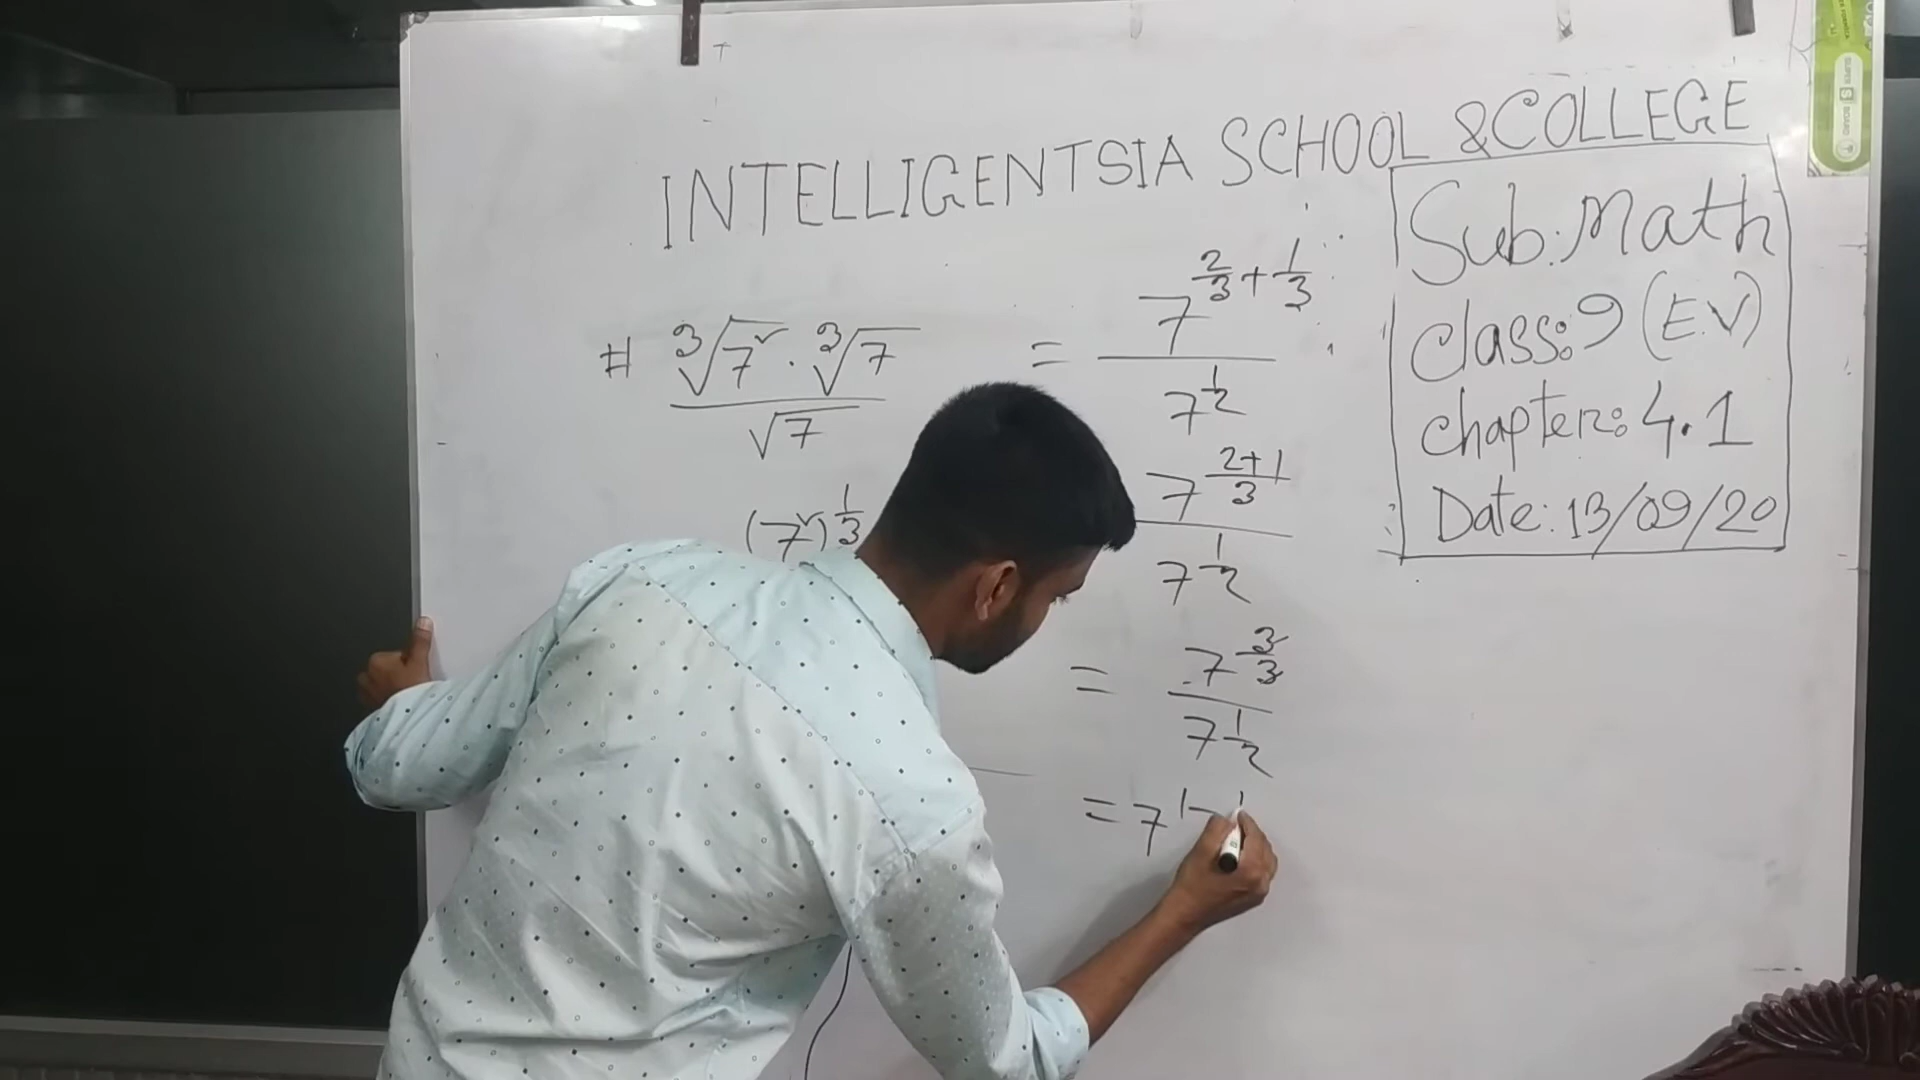 INTELLIGENTSIA SCHOOL & COLLEGE
Sub: Math
Class: 9 (E.V)
Chapter: 4.1
Date: 13/09/20
# (∛7² · ∛7) / √7
(7²)^(1/3)
= 7^(2/3 + 1/3) / 7^(1/2)
7^((2+1)/3) / 7^(1/2)
= 7^(3/3) / 7^(1/2)
= 7^(1 - 1
SUPER
BOARD